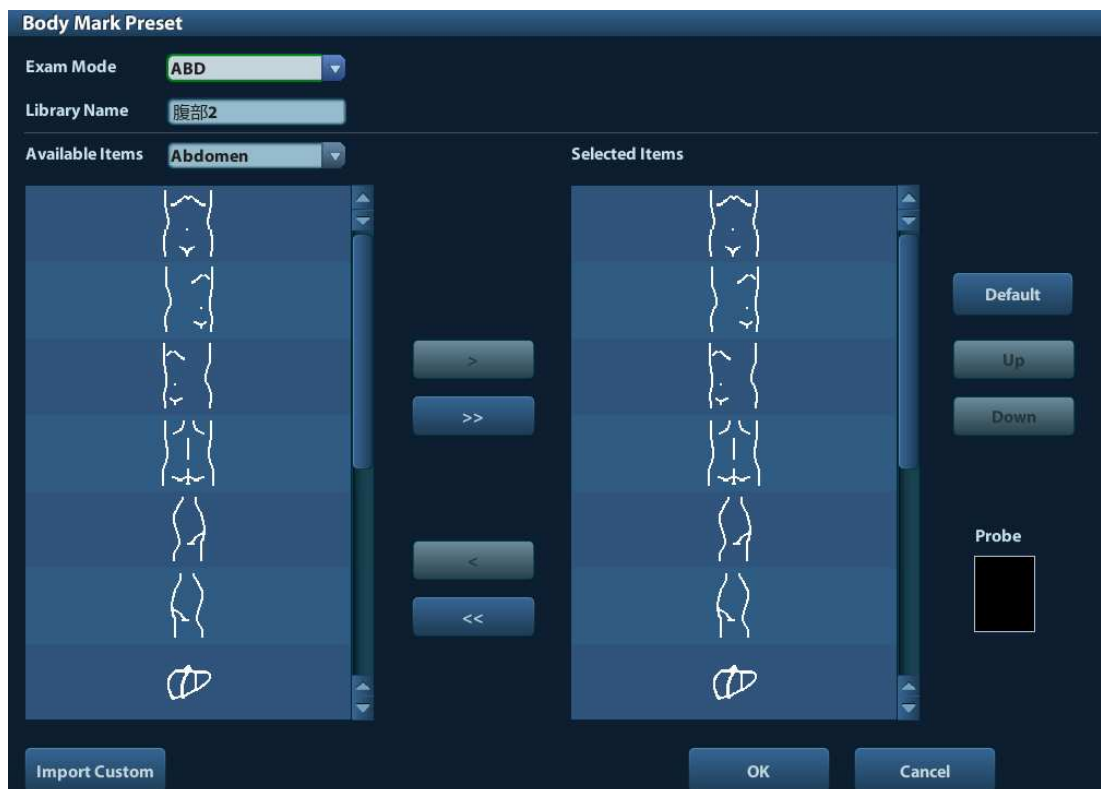 Body Mark Preset
Exam Mode ABD
Library Name 腹部2
Available Items Abdomen Selected Items
Default
> Up
>> Down
Probe
<
<<
Import Custom OK Cancel